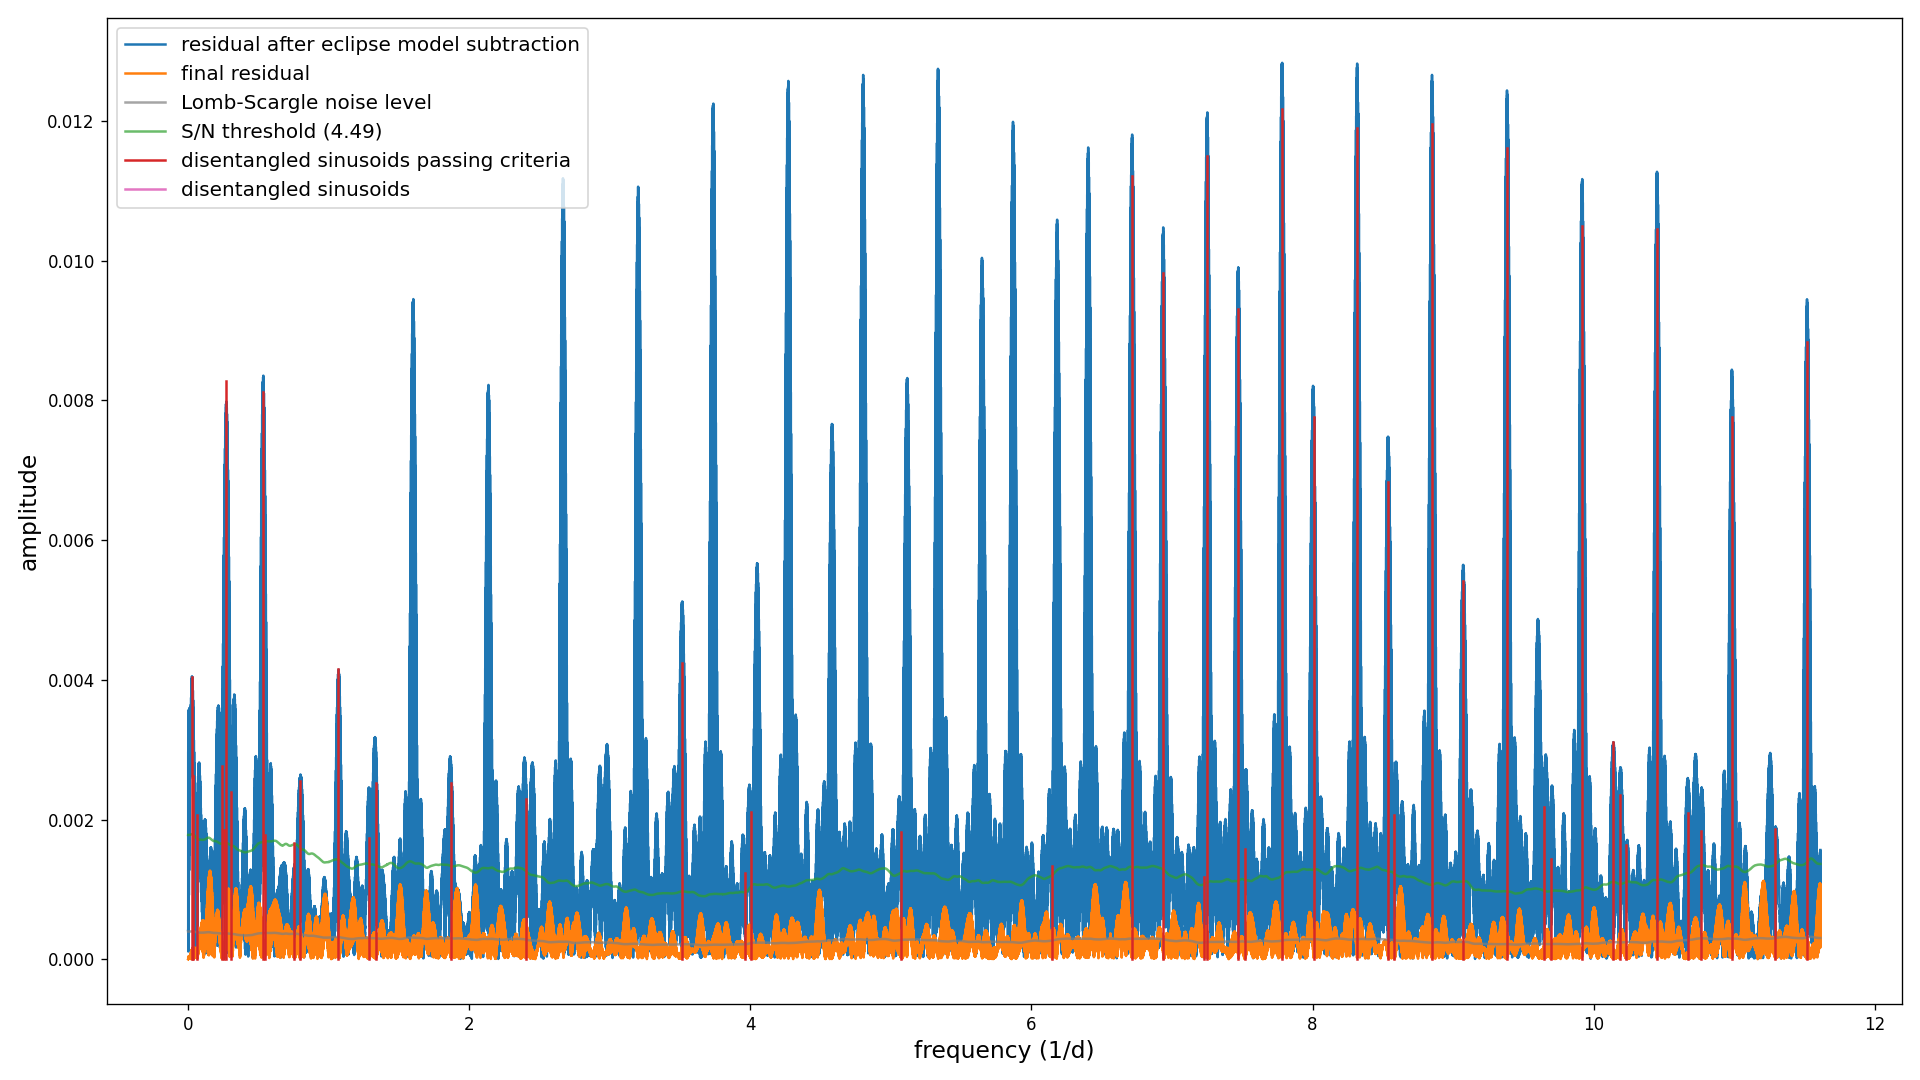 residual after eclipse model subtraction
final residual
Lomb-Scargle noise level
S/N threshold (4.49)
disentangled sinusoids passing criteria
disentangled sinusoids
amplitude
0.012
0.010
0.008
0.006
0.004
0.002
0.000
0 2 4 6 8 10 12
frequency (1/d)